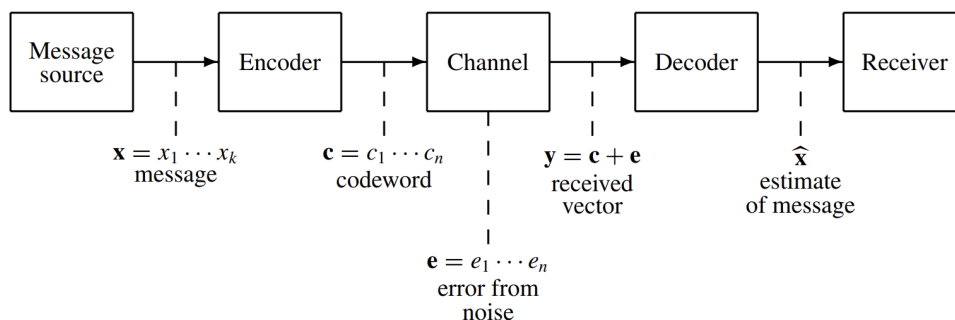 Message
source
Encoder
Channel
Decoder
Receiver
x = x1 ⋯ xk
message
c = c1 ⋯ cn
codeword
y = c + e
received
vector
x̂
estimate
of message
e = e1 ⋯ en
error from
noise